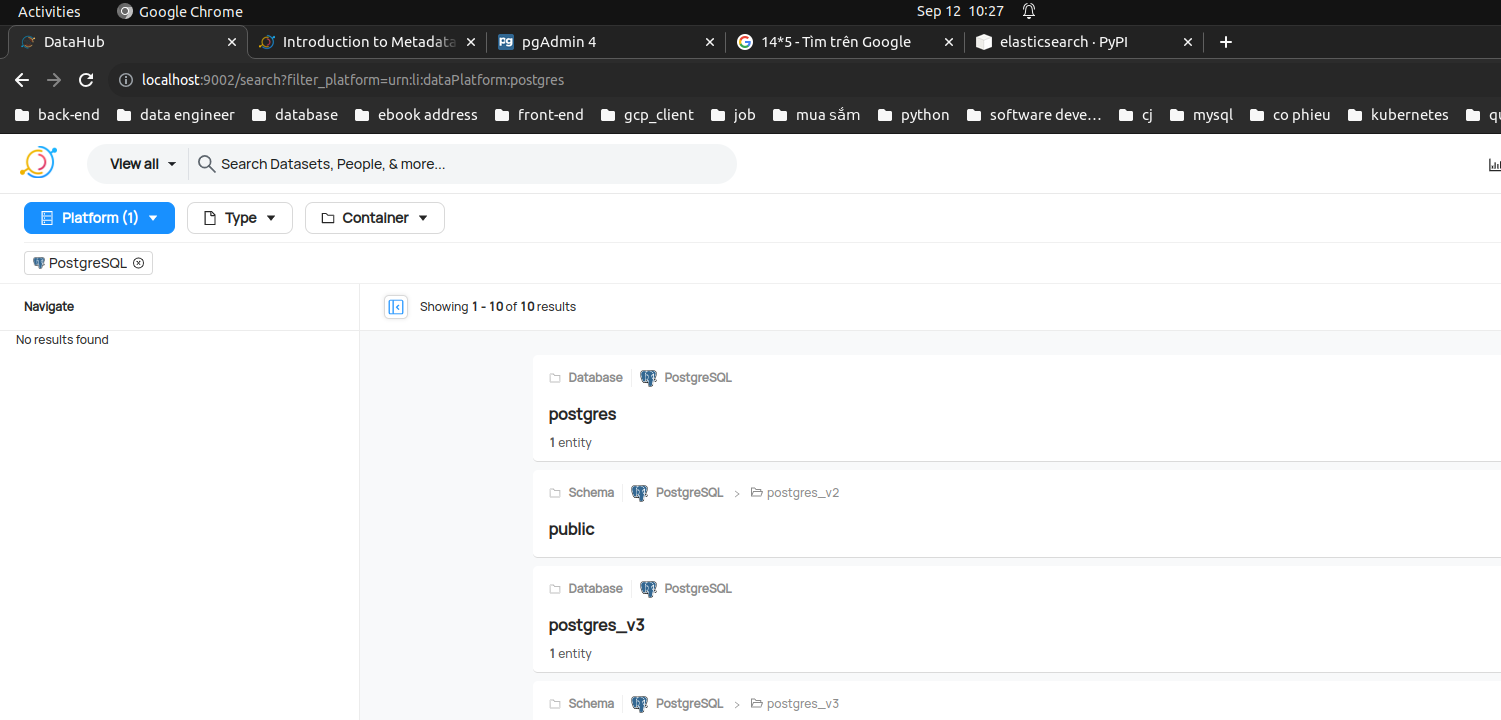 Activities Google Chrome Sep 12 10:27
DataHub Introduction to Metadata pgAdmin 4 14*5 - Tìm trên Google elasticsearch · PyPI
localhost:9002/search?filter_platform=urn:li:dataPlatform:postgres
back-end data engineer database ebook address front-end gcp_client job mua sắm python software deve... cj mysql co phieu kubernetes
View all Search Datasets, People, & more...
Platform (1) Type Container
PostgreSQL
Navigate Showing 1 - 10 of 10 results
No results found
Database PostgreSQL
postgres
1 entity
Schema PostgreSQL > postgres_v2
public
Database PostgreSQL
postgres_v3
1 entity
Schema PostgreSQL > postgres_v3